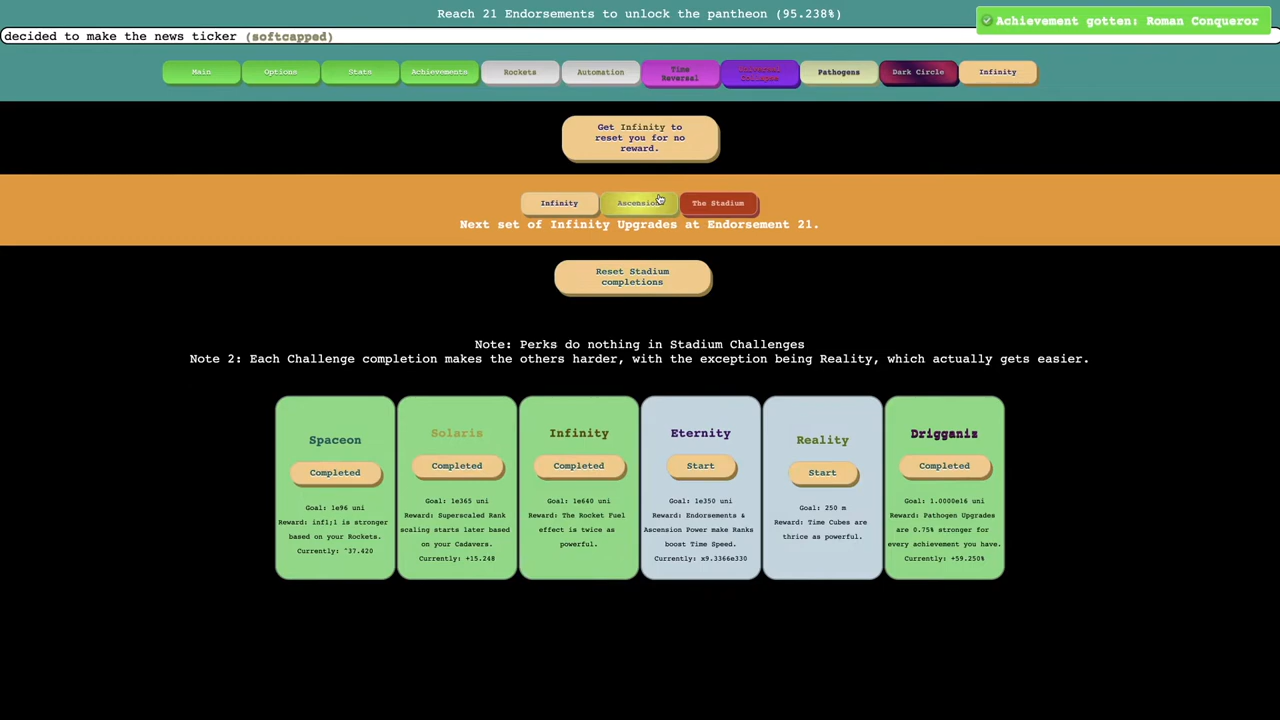 Reach 21 Endorsements to unlock the pantheon (95.238%)
Achievement gotten: Roman Conqueror
decided to make the news ticker (softcapped)
Main
Options
Stats
Achievements
Rockets
Automation
Time
Reversal
Universal
Collapse
Pathogens
Dark Circle
Infinity
Get Infinity to
reset you for no
reward.
Infinity
Ascension
The Stadium
Next set of Infinity Upgrades at Endorsement 21.
Reset Stadium
completions
Note: Perks do nothing in Stadium Challenges
Note 2: Each Challenge completion makes the others harder, with the exception being Reality, which actually gets easier.
Spaceon
Completed
Goal: 1e96 uni
Reward: inf1;1 is stronger
based on your Rockets.
Currently: ^37.420
Solaris
Completed
Goal: 1e365 uni
Reward: Superscaled Rank
scaling starts later based
on your Cadavers.
Currently: +15.248
Infinity
Completed
Goal: 1e640 uni
Reward: The Rocket Fuel
effect is twice as
powerful.
Eternity
Start
Goal: 1e350 uni
Reward: Endorsements &
Ascension Power make Ranks
boost Time Speed.
Currently: x9.3366e330
Reality
Start
Goal: 250 m
Reward: Time Cubes are
thrice as powerful.
Drigganiz
Completed
Goal: 1.0000e16 uni
Reward: Pathogen Upgrades
are 0.75% stronger for
every achievement you have.
Currently: +59.250%